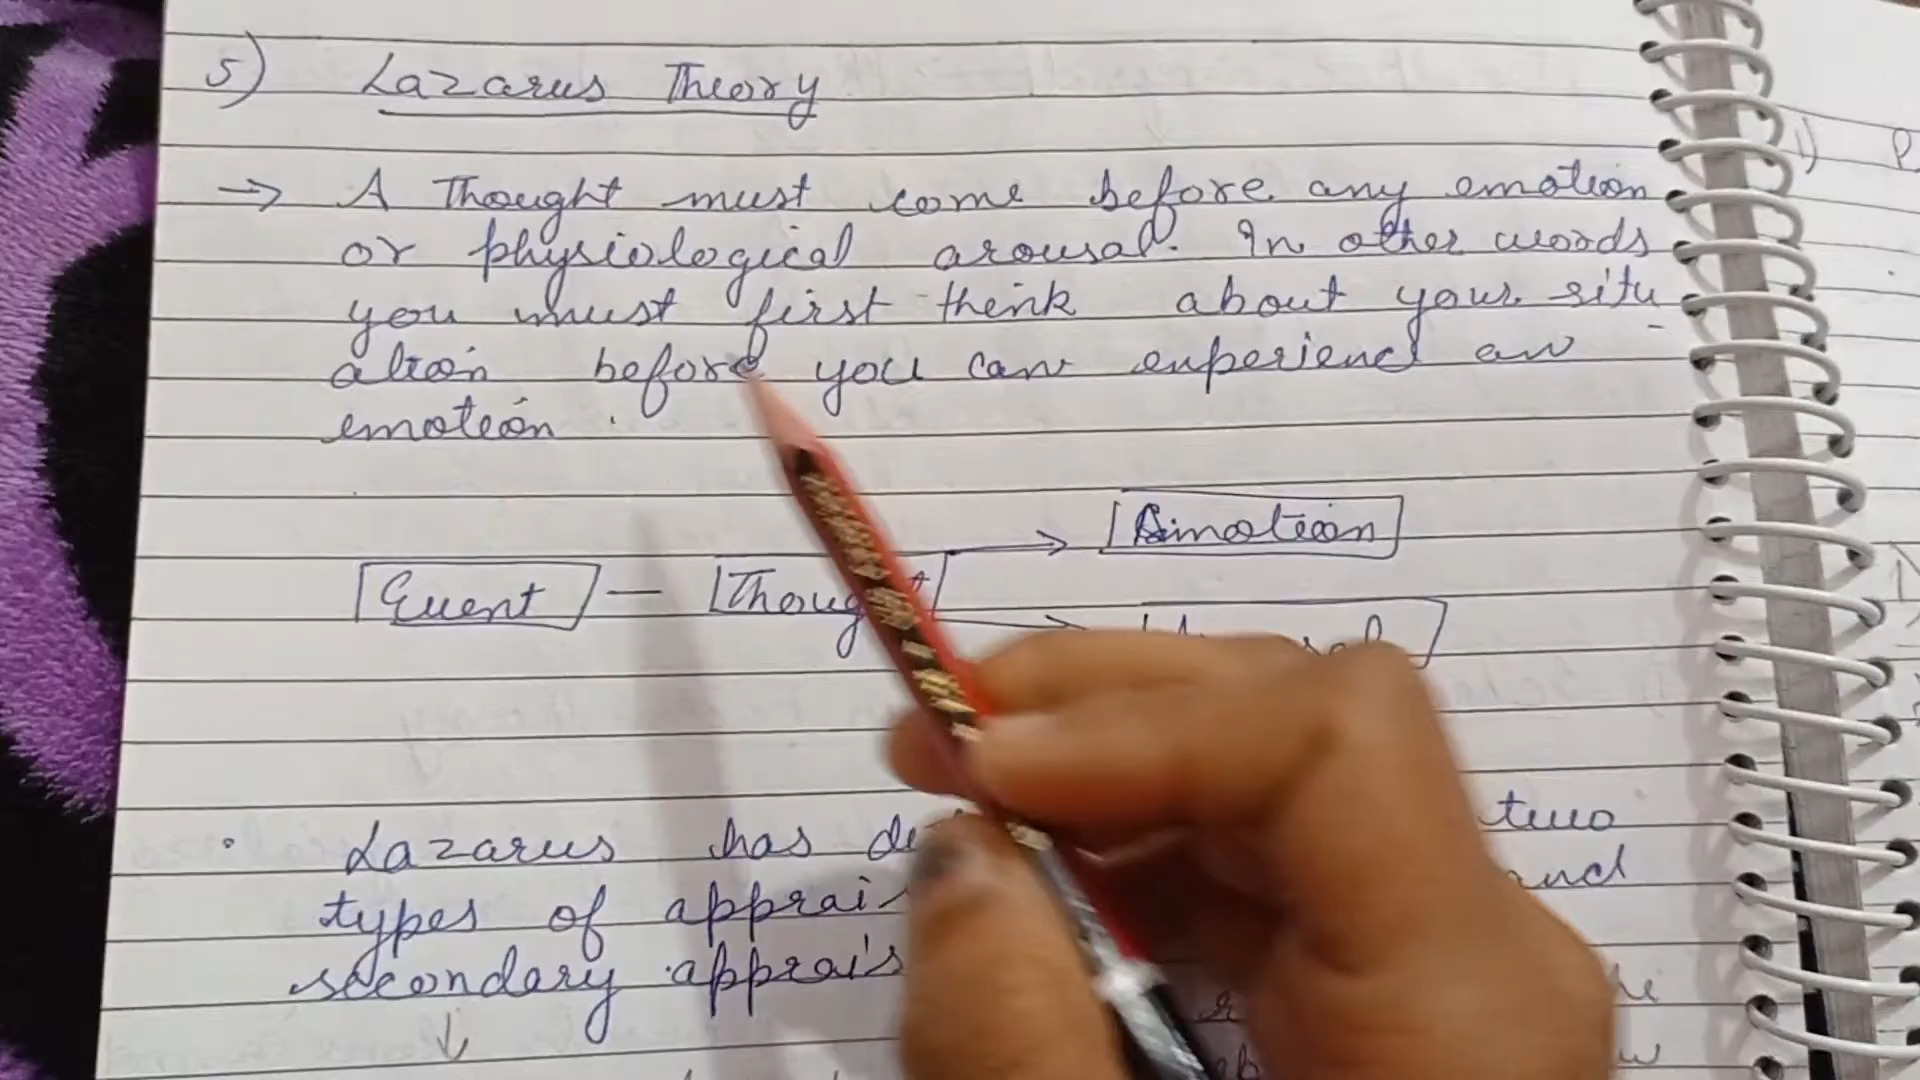 5) Lazarus Theory
→ A Thought must come before any emotion
or physiological arousal. In other words
you must first think about your situ-
ation before you can experience an
emotion.
Emotion
Event — Thought
Lazarus has two
types of and
secondary